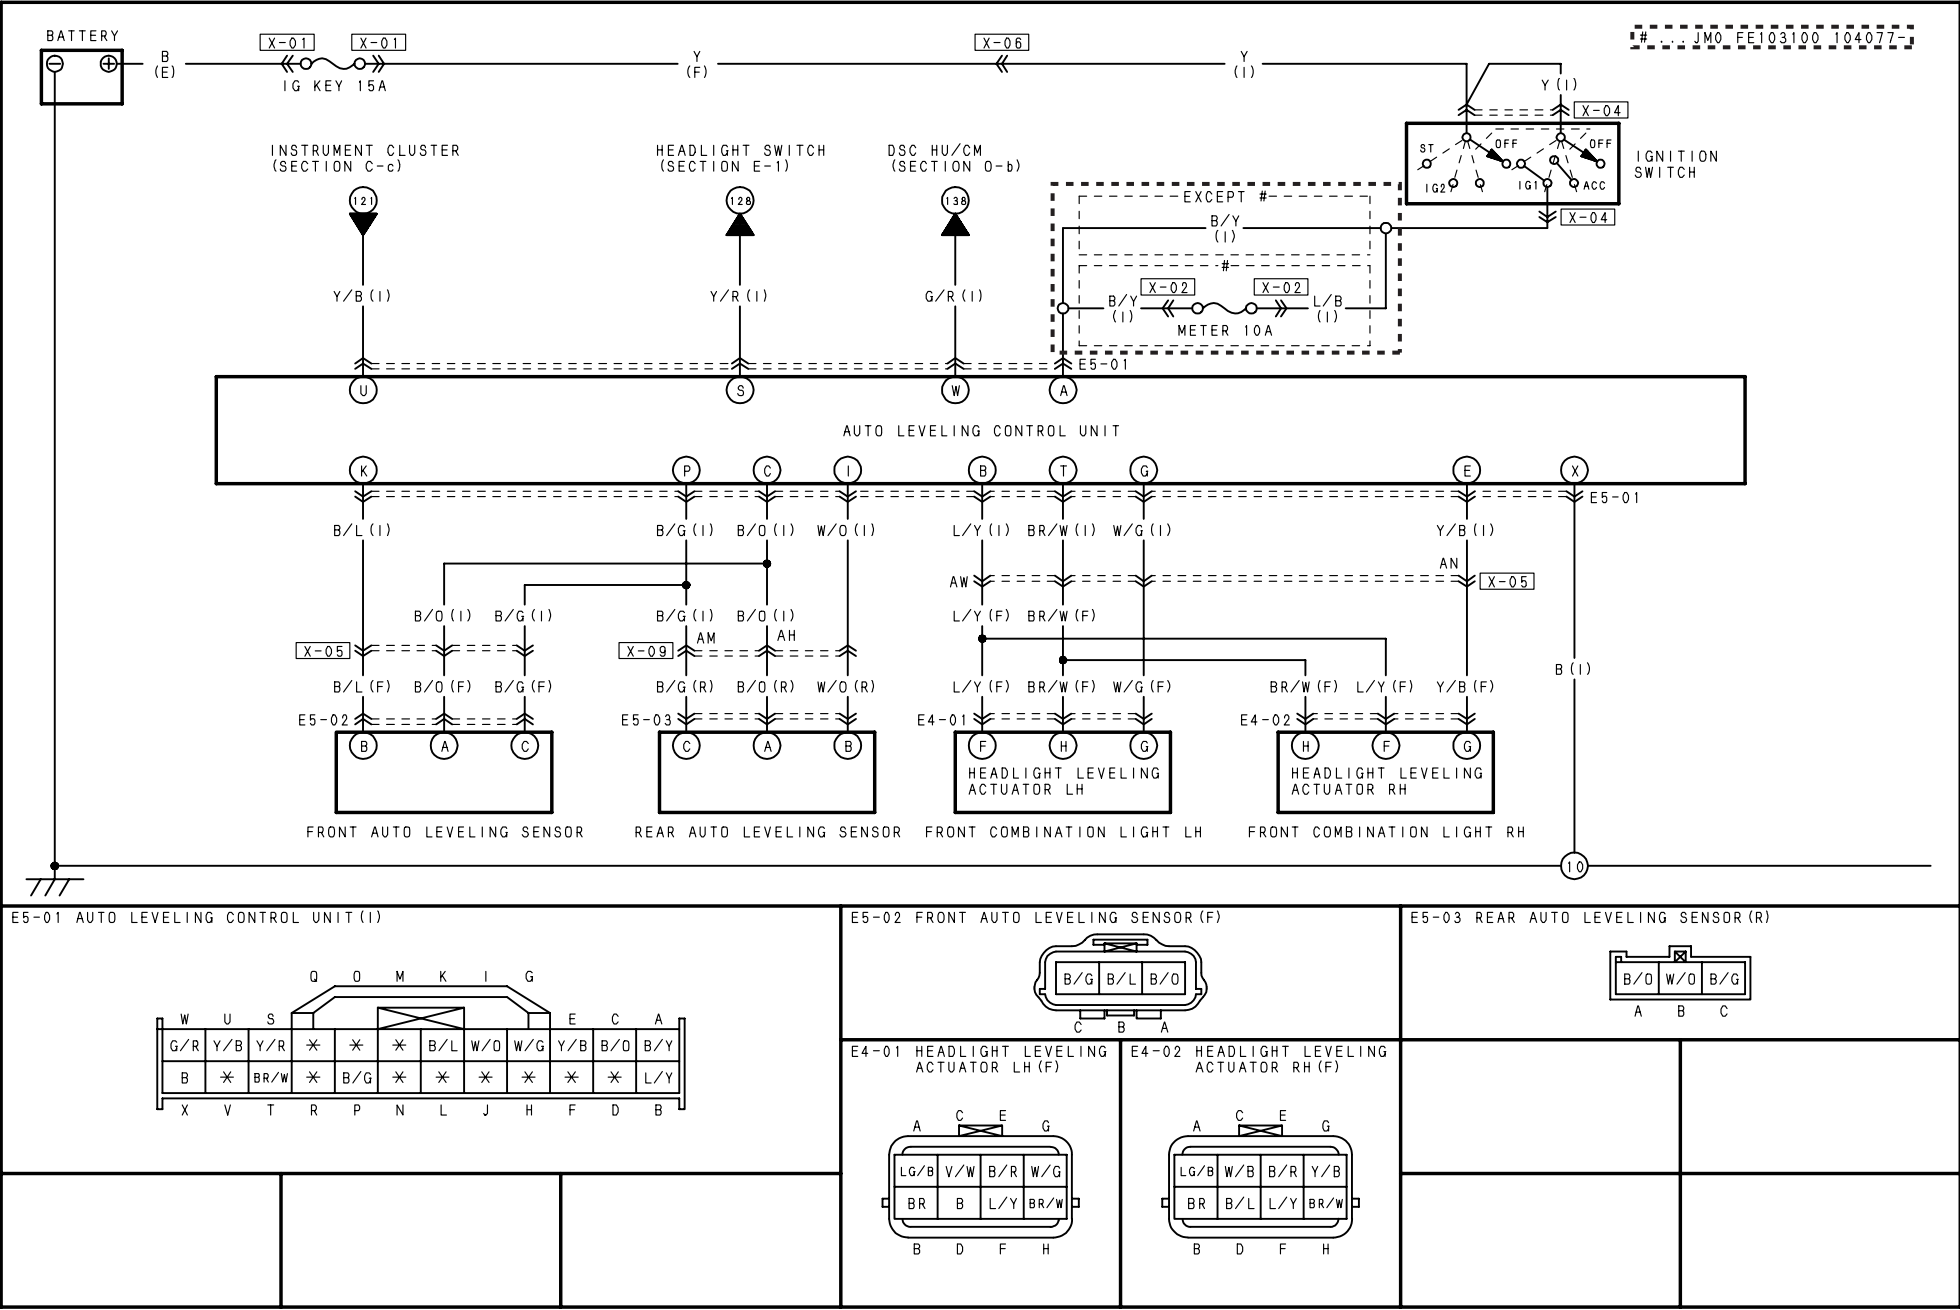 BATTERY
B
(E)
X-01
X-01
IG KEY 15A
Y
(F)
X-06
Y
(I)
# ... JM0 FE103100 104077-
Y(I)
X-04
ST
OFF
OFF
IG2
IG1
ACC
IGNITION
SWITCH
X-04
INSTRUMENT CLUSTER
(SECTION C-c)
121
HEADLIGHT SWITCH
(SECTION E-1)
128
DSC HU/CM
(SECTION O-b)
138
EXCEPT #
B/Y
(I)
#
X-02
X-02
B/Y
(I)
L/B
(I)
METER 10A
Y/B(I)
Y/R(I)
G/R(I)
E5-01
U
S
W
A
AUTO LEVELING CONTROL UNIT
K
P
C
I
B
T
G
E
X
E5-01
B/L(I)
B/G(I)
B/O(I)
W/O(I)
L/Y(I)
BR/W(I)
W/G(I)
Y/B(I)
AW
AN
X-05
B/O(I)
B/G(I)
B/G(I)
B/O(I)
L/Y(F)
BR/W(F)
AM
AH
X-05
X-09
B(I)
B/L(F)
B/O(F)
B/G(F)
B/G(R)
B/O(R)
W/O(R)
L/Y(F)
BR/W(F)
W/G(F)
BR/W(F)
L/Y(F)
Y/B(F)
E5-02
E5-03
E4-01
E4-02
B
A
C
C
A
B
F
H
G
H
F
G
HEADLIGHT LEVELING
ACTUATOR LH
HEADLIGHT LEVELING
ACTUATOR RH
FRONT AUTO LEVELING SENSOR
REAR AUTO LEVELING SENSOR
FRONT COMBINATION LIGHT LH
FRONT COMBINATION LIGHT RH
10
E5-01 AUTO LEVELING CONTROL UNIT(I)
Q O M K I G
W U S E C A
G/R Y/B Y/R * * * B/L W/O W/G Y/B B/O B/Y
B * BR/W * B/G * * * * * * L/Y
X V T R P N L J H F D B
E5-02 FRONT AUTO LEVELING SENSOR(F)
B/G B/L B/O
C B A
E5-03 REAR AUTO LEVELING SENSOR(R)
B/O W/O B/G
A B C
E4-01 HEADLIGHT LEVELING
ACTUATOR LH(F)
A C E G
LG/B V/W B/R W/G
BR B L/Y BR/W
B D F H
E4-02 HEADLIGHT LEVELING
ACTUATOR RH(F)
A C E G
LG/B W/B B/R Y/B
BR B/L L/Y BR/W
B D F H